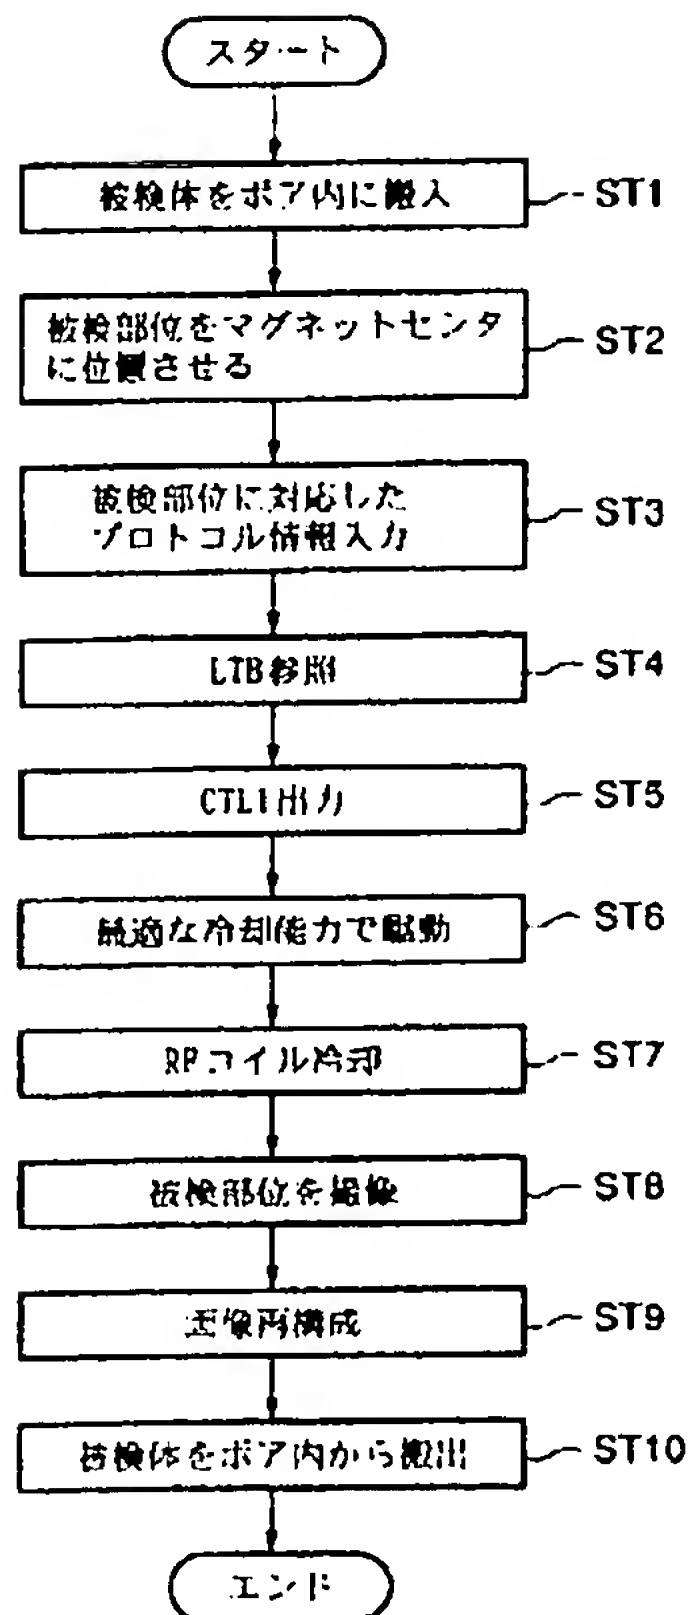 スタート
被検体をボア内に搬入
ST1
被検部位をマグネットセンタ
に位置させる
ST2
被検部位に対応した
プロトコル情報入力
ST3
LTB参照
ST4
CTL1出力
ST5
最適な冷却能力で駆動
ST6
RFコイル冷却
ST7
被検部位を撮像
ST8
画像再構成
ST9
被検体をボア内から搬出
ST10
エンド